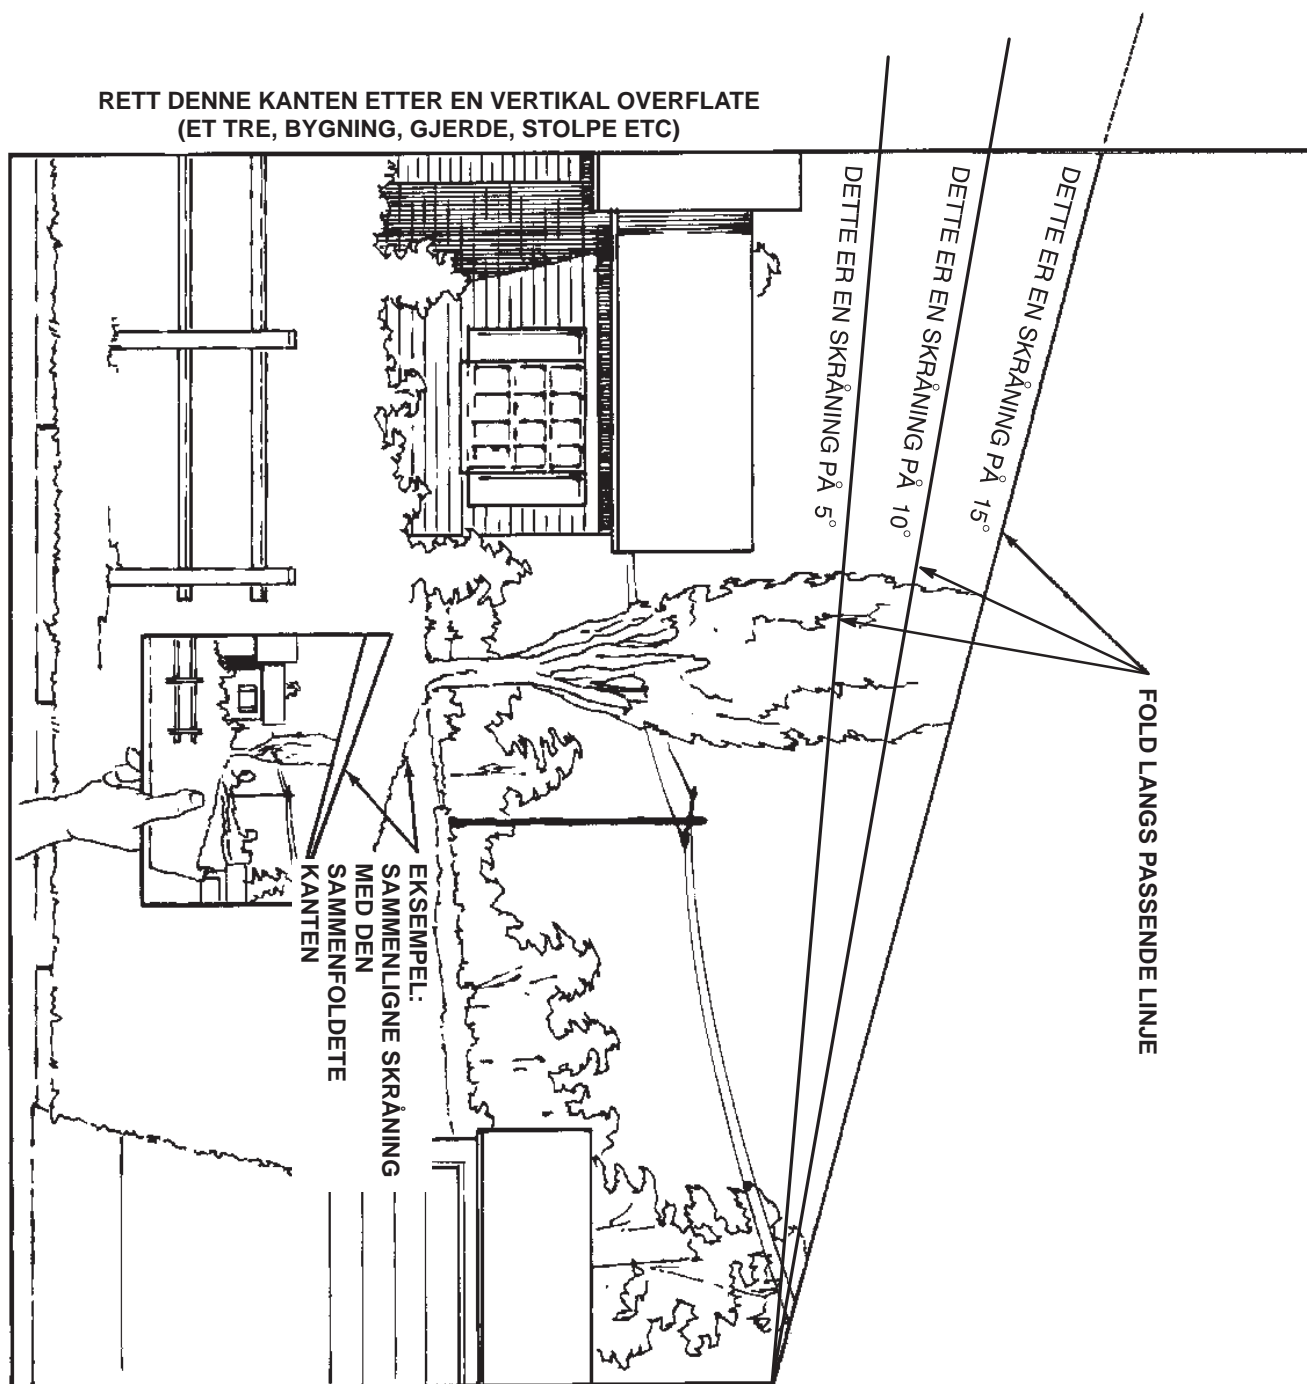 RETT DENNE KANTEN ETTER EN VERTIKAL OVERFLATE
(ET TRE, BYGNING, GJERDE, STOLPE ETC)
DETTE ER EN SKRÅNING PÅ 15°
DETTE ER EN SKRÅNING PÅ 10°
DETTE ER EN SKRÅNING PÅ 5°
FOLD LANGS PASSENDE LINJE
EKSEMPEL:
SAMMENLIGNE SKRÅNING
MED DEN
SAMMENFOLDETE
KANTEN